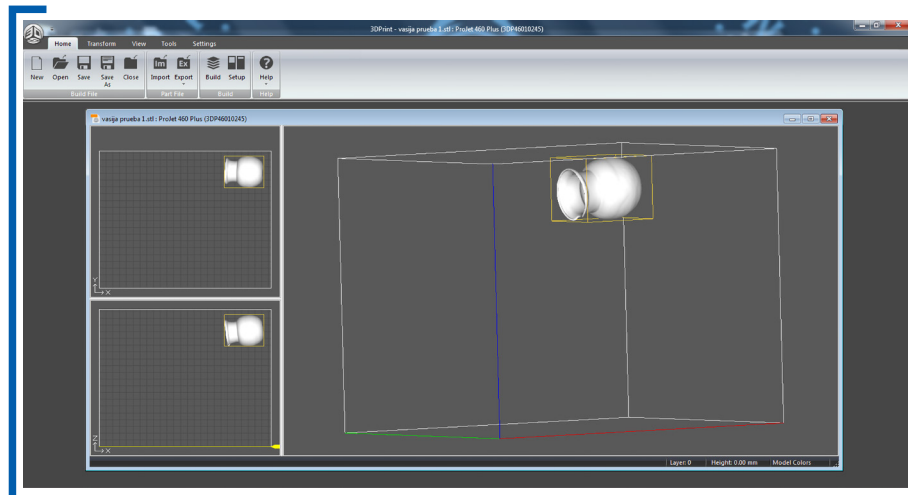 3DPrint - vasija prueba 1.stl : ProJet 460 Plus (3DP46010245)
Home Transform View Tools Settings
New Open Save Save As Close Import Export Build Setup Help
Build File Part File Build Help
vasija prueba 1.stl : ProJet 460 Plus (3DP46010245)
Y
X
Z
X
Layer: 0 Height: 0.00 mm Model Colors